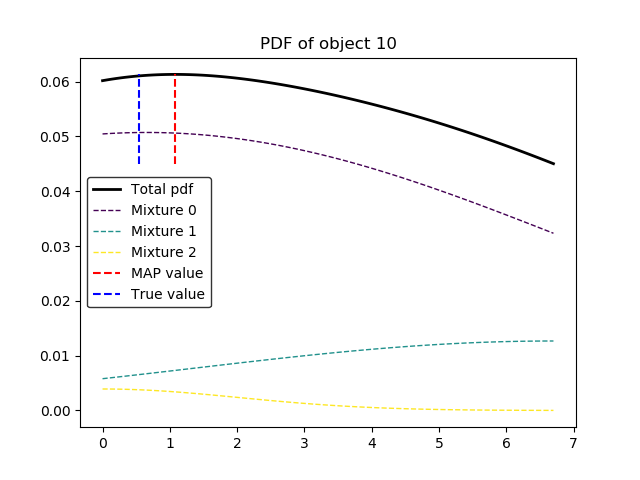 PDF of object 10
0.06
0.05
0.04
0.03
0.02
0.01
0.00
Total pdf
Mixture 0
Mixture 1
Mixture 2
MAP value
True value
0 1 2 3 4 5 6 7